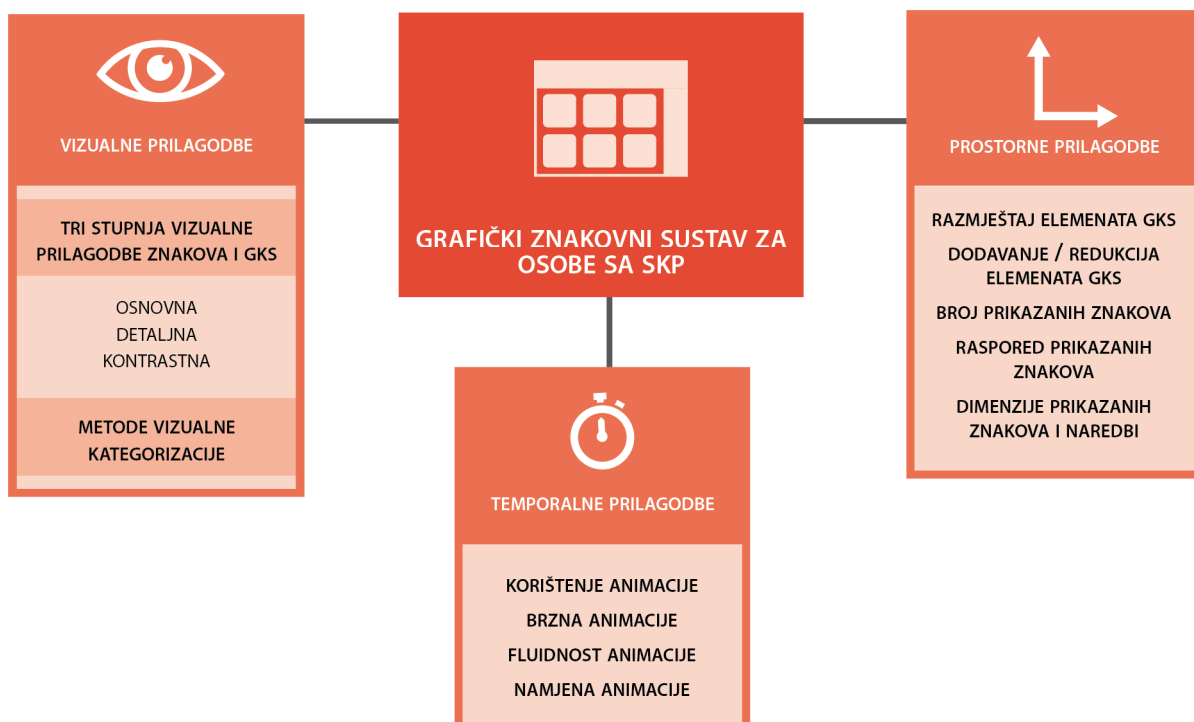 VIZUALNE PRILAGODBE
TRI STUPNJA VIZUALNE
PRILAGODBE ZNAKOVA I GKS
OSNOVNA
DETALJNA
KONTRASTNA
METODE VIZUALNE
KATEGORIZACIJE
GRAFIČKI ZNAKOVNI SUSTAV ZA
OSOBE SA SKP
TEMPORALNE PRILAGODBE
KORIŠTENJE ANIMACIJE
BRZNA ANIMACIJE
FLUIDNOST ANIMACIJE
NAMJENA ANIMACIJE
PROSTORNE PRILAGODBE
RAZMJEŠTAJ ELEMENATA GKS
DODAVANJE / REDUKCIJA
ELEMENATA GKS
BROJ PRIKAZANIH ZNAKOVA
RASPORED PRIKAZANIH
ZNAKOVA
DIMENZIJE PRIKAZANIH
ZNAKOVA I NAREDBI